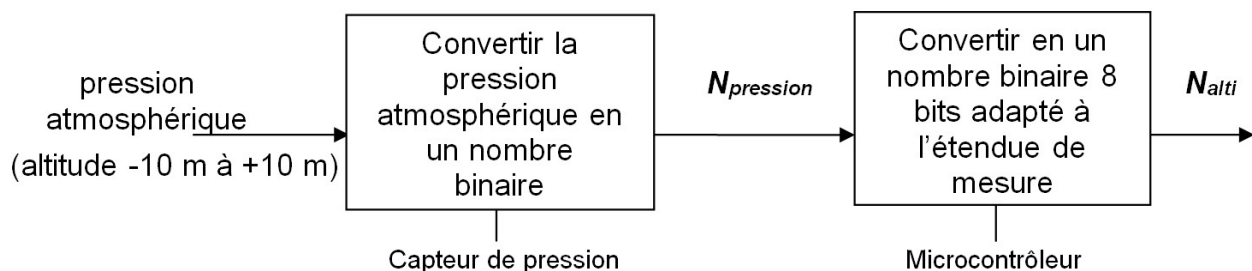 pression
atmosphérique
(altitude -10 m à +10 m)
Convertir la
pression
atmosphérique en
un nombre
binaire
Capteur de pression
Npression
Convertir en un
nombre binaire 8
bits adapté à
l'étendue de
mesure
Microcontrôleur
Nalti